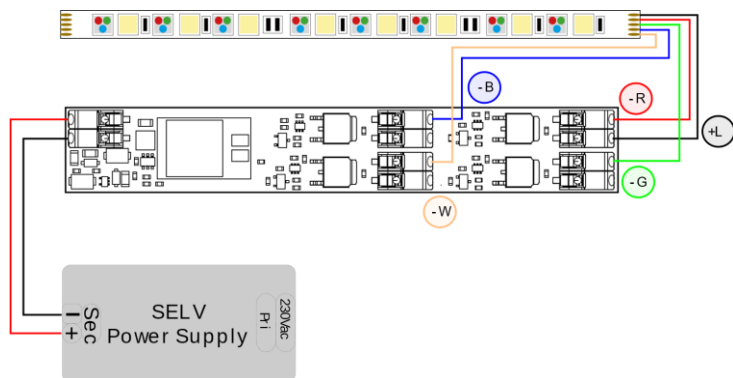 -B
-R
+L
-G
-W
SELV
Power Supply
Sec
- +
Pri
230Vac